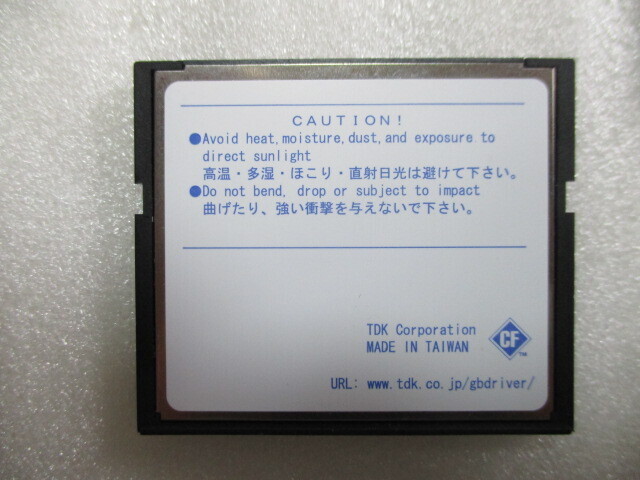 CAUTION!
●Avoid heat, moisture, dust, and exposure to
direct sunlight
高温・多湿・ほこり・直射日光は避けて下さい。
●Do not bend, drop or subject to impact
曲げたり、強い衝撃を与えないで下さい。
TDK Corporation
MADE IN TAIWAN
CF™
URL: www.tdk.co.jp/gbdriver/